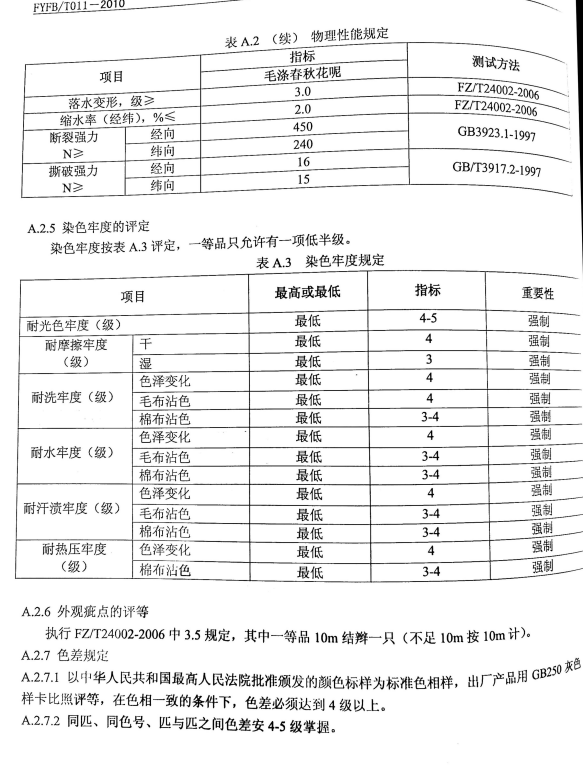 FYFB/T011－2010
表 A.2 （续） 物理性能规定
项目 指标 测试方法
毛涤春秋花呢
落水变形，级≥ 3.0 FZ/T24002-2006
缩水率（经纬），%≤ 2.0 FZ/T24002-2006
断裂强力 N≥ 经向 450 GB3923.1-1997
纬向 240
撕破强力 N≥ 经向 16 GB/T3917.2-1997
纬向 15
A.2.5 染色牢度的评定
染色牢度按表 A.3 评定，一等品只允许有一项低半级。
表 A.3 染色牢度规定
项目 最高或最低 指标 重要性
耐光色牢度（级） 最低 4-5 强制
耐摩擦牢度（级） 干 最低 4 强制
湿 最低 3 强制
耐洗牢度（级） 色泽变化 最低 4 强制
毛布沾色 最低 4 强制
棉布沾色 最低 3-4 强制
耐水牢度（级） 色泽变化 最低 4 强制
毛布沾色 最低 3-4 强制
棉布沾色 最低 3-4 强制
耐汗渍牢度（级） 色泽变化 最低 4 强制
毛布沾色 最低 3-4 强制
棉布沾色 最低 3-4 强制
耐热压牢度（级） 色泽变化 最低 4 强制
棉布沾色 最低 3-4 强制
A.2.6 外观疵点的评等
执行 FZ/T24002-2006 中 3.5 规定，其中一等品 10m 结辫一只（不足 10m 按 10m 计）。
A.2.7 色差规定
A.2.7.1 以中华人民共和国最高人民法院批准颁发的颜色标样为标准色相样，出厂产品用 GB250 灰色
样卡比照评等，在色相一致的条件下，色差必须达到 4 级以上。
A.2.7.2 同匹、同色号、匹与匹之间色差安 4-5 级掌握。